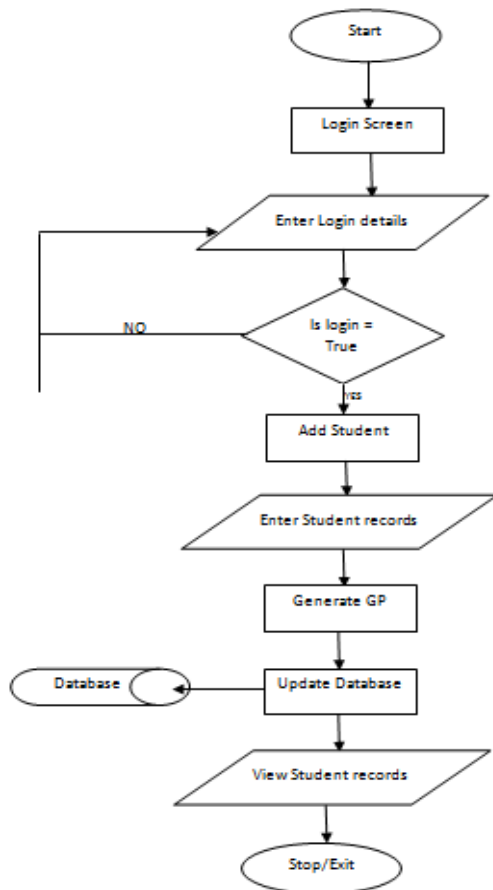 Start
Login Screen
Enter Login details
Is login =
True
NO
YES
Add Student
Enter Student records
Generate GP
Update Database
Database
View Student records
Stop/Exit